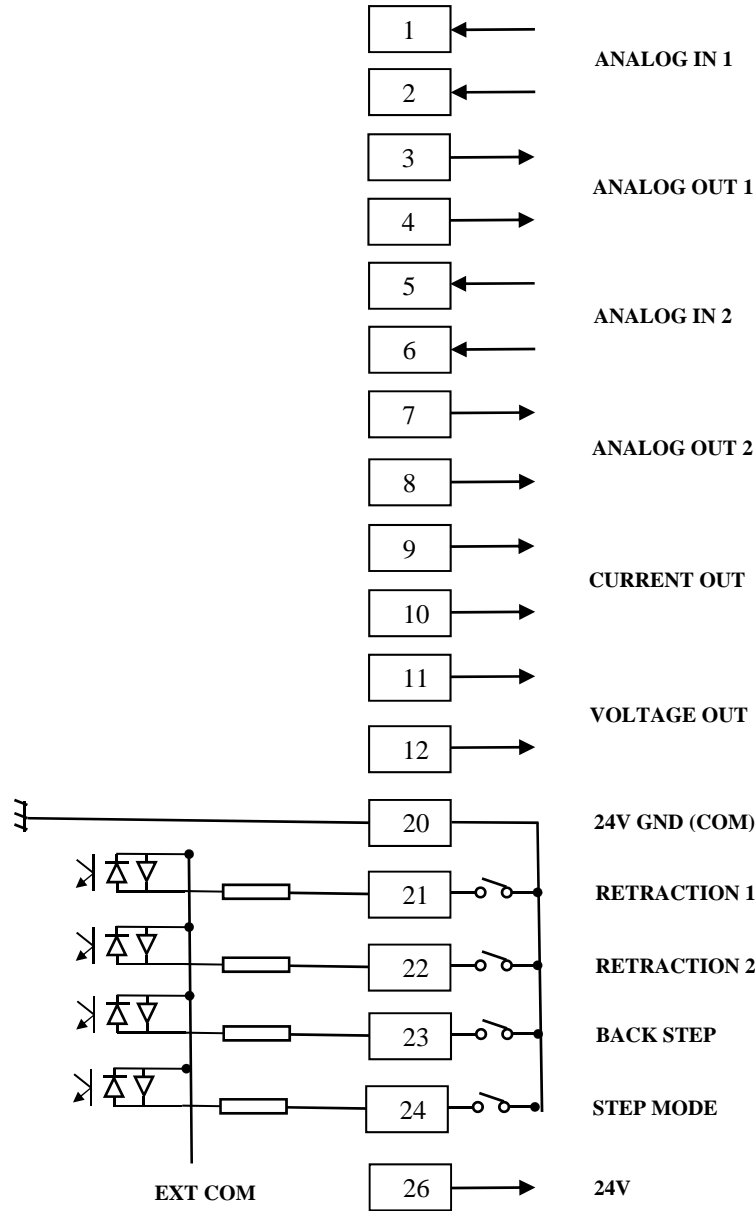 1
ANALOG IN 1
2
3
ANALOG OUT 1
4
5
ANALOG IN 2
6
7
ANALOG OUT 2
8
9
CURRENT OUT
10
11
VOLTAGE OUT
12
20
24V GND (COM)
21
RETRACTION 1
22
RETRACTION 2
23
BACK STEP
24
STEP MODE
EXT COM
26
24V